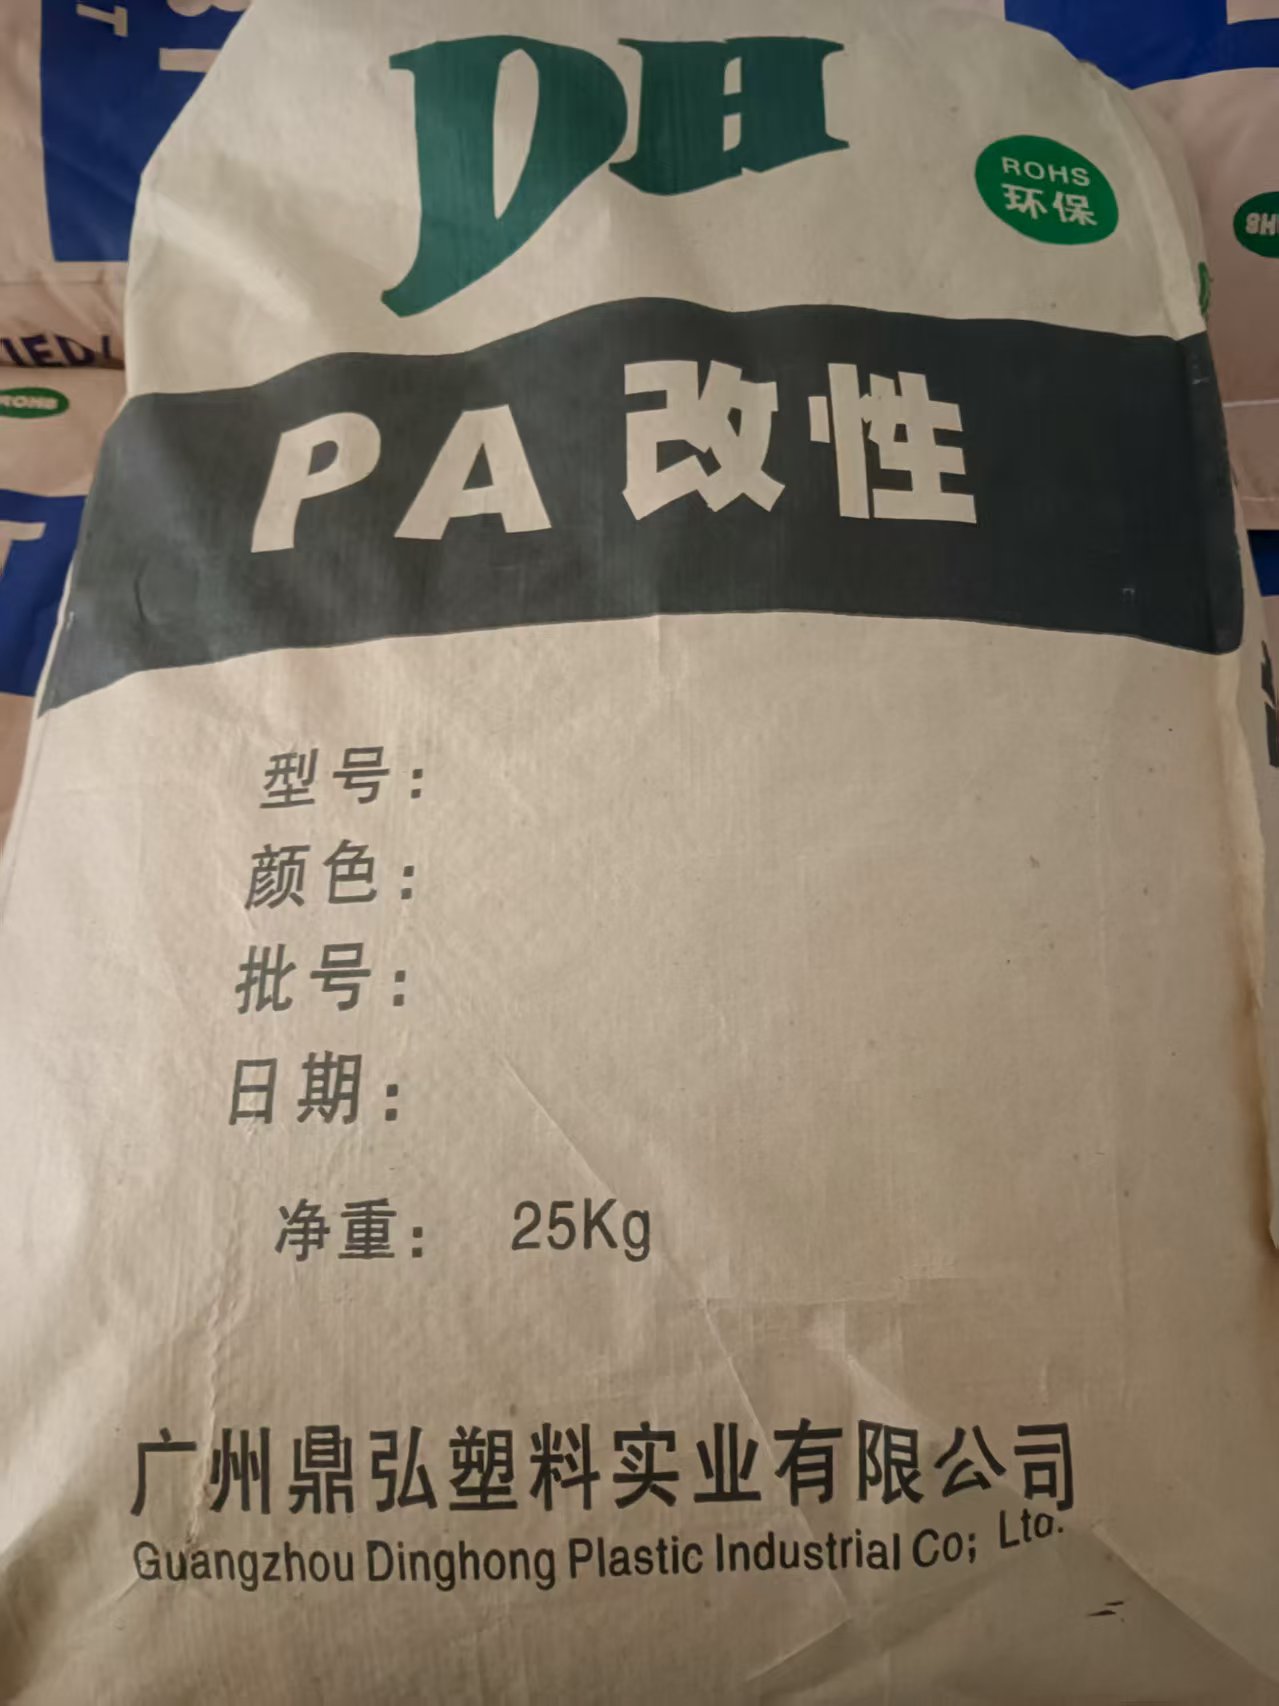 DH
ROHS
环保
PA改性
型号:
颜色:
批号:
日期:
净重: 25Kg
广州鼎弘塑料实业有限公司
Guangzhou Dinghong Plastic Industrial Co; Ltd.
ROHS